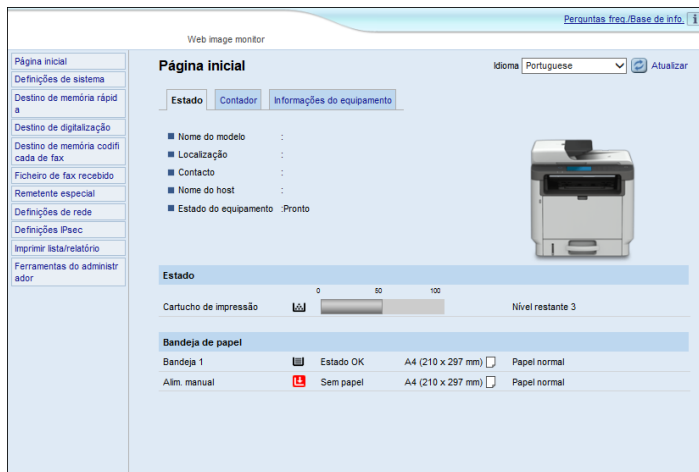 Perguntas freq./Base de info.
Web image monitor
Página inicial
Definições de sistema
Destino de memória rápid
a
Destino de digitalização
Destino de memória codifi
cada de fax
Ficheiro de fax recebido
Remetente especial
Definições de rede
Definições IPsec
Imprimir lista/relatório
Ferramentas do administr
ador
Página inicial
Idioma Portuguese Atualizar
Estado Contador Informações do equipamento
Nome do modelo :
Localização :
Contacto :
Nome do host :
Estado do equipamento :Pronto
Estado
0 50 100
Cartucho de impressão Nível restante 3
Bandeja de papel
Bandeja 1 Estado OK A4 (210 x 297 mm) Papel normal
Alim. manual Sem papel A4 (210 x 297 mm) Papel normal